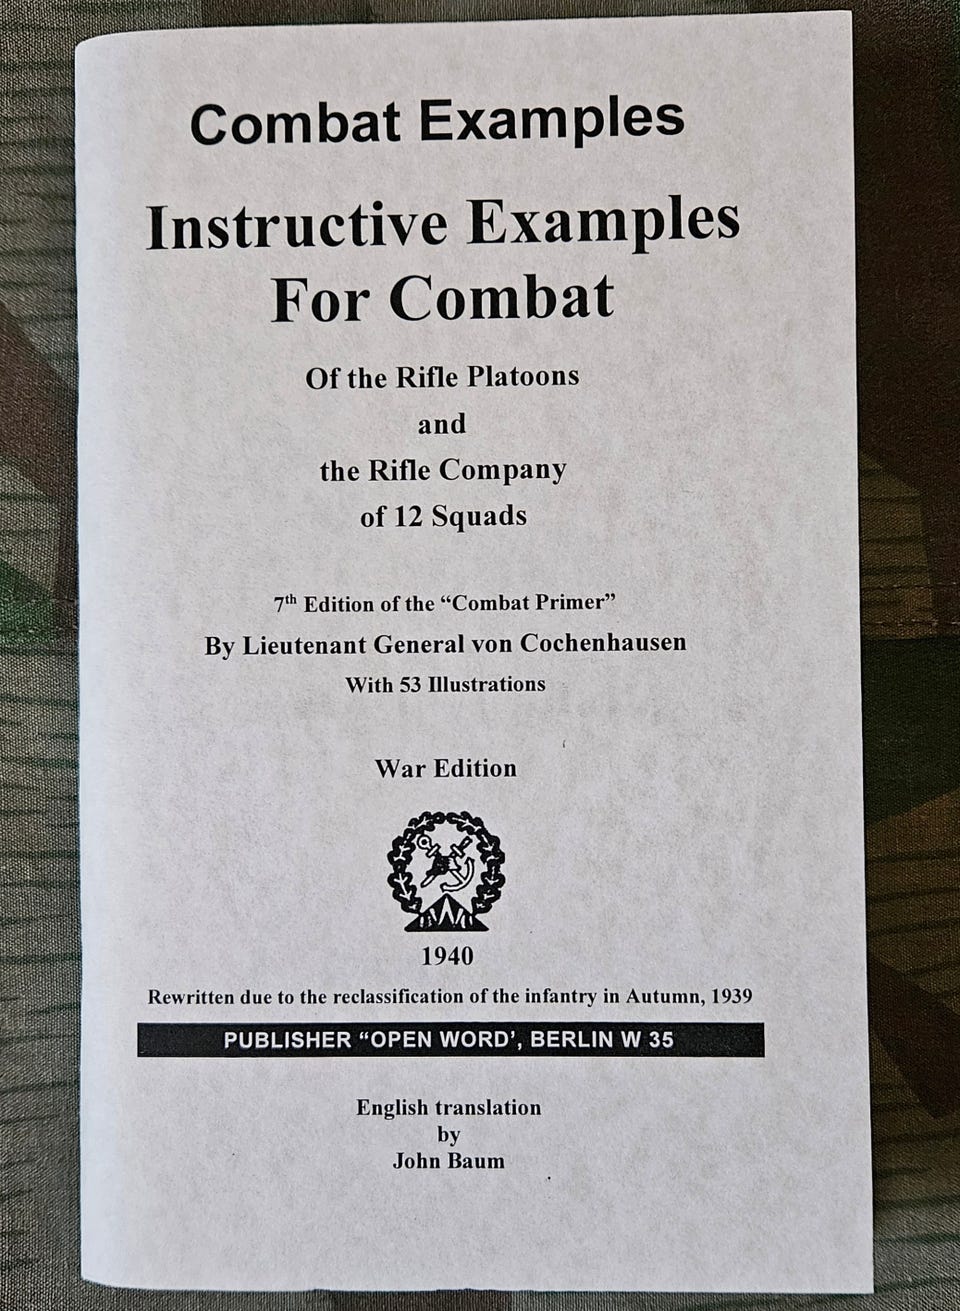 Combat Examples
Instructive Examples
For Combat
Of the Rifle Platoons
and
the Rifle Company
of 12 Squads
7th Edition of the “Combat Primer”
By Lieutenant General von Cochenhausen
With 53 Illustrations
War Edition
1940
Rewritten due to the reclassification of the infantry in Autumn, 1939
PUBLISHER “OPEN WORD’, BERLIN W 35
English translation
by
John Baum